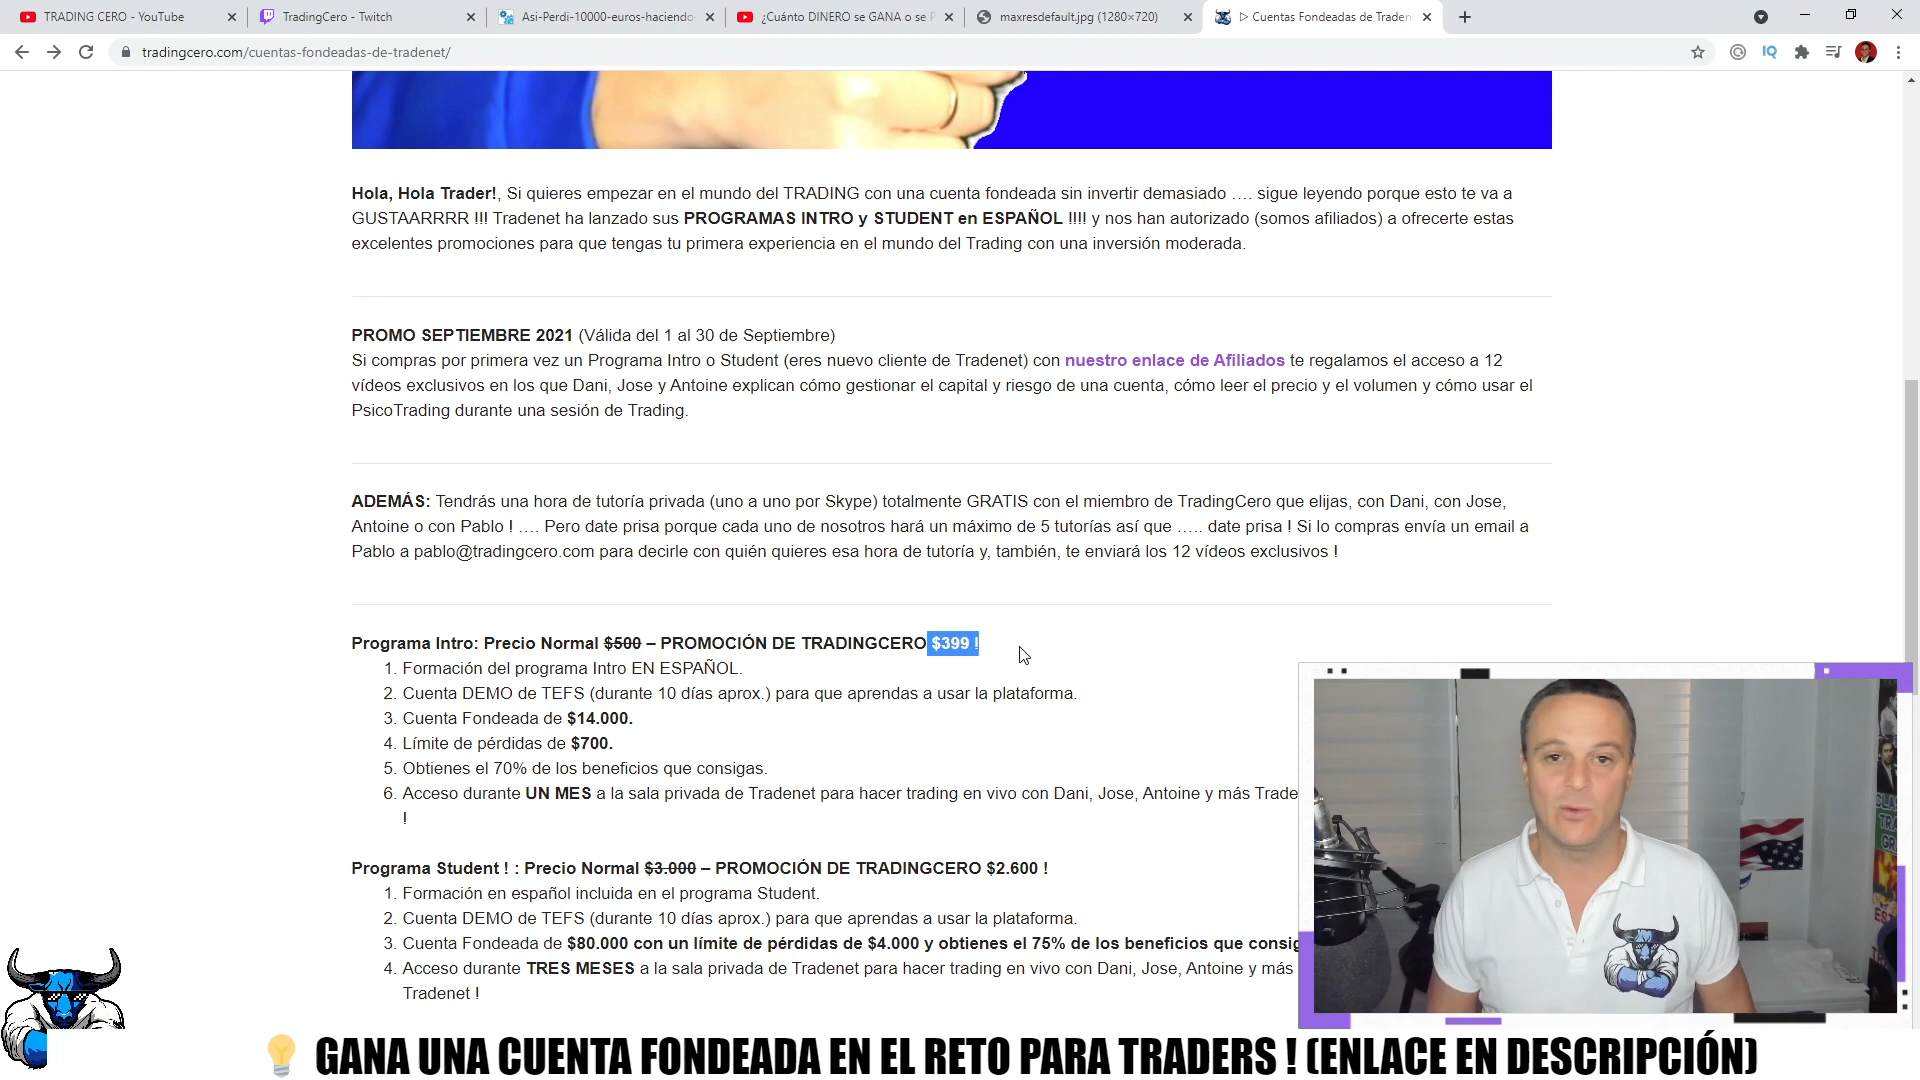 TRADING CERO - YouTube
TradingCero - Twitch
Asi-Perdi-10000-euros-haciendo
¿Cuánto DINERO se GANA o se P
maxresdefault.jpg (1280×720)
▷ Cuentas Fondeadas de Traden
tradingcero.com/cuentas-fondeadas-de-tradenet/
IQ
Hola, Hola Trader!, Si quieres empezar en el mundo del TRADING con una cuenta fondeada sin invertir demasiado …. sigue leyendo porque esto te va a
GUSTAARRRR !!! Tradenet ha lanzado sus PROGRAMAS INTRO y STUDENT en ESPAÑOL !!!! y nos han autorizado (somos afiliados) a ofrecerte estas
excelentes promociones para que tengas tu primera experiencia en el mundo del Trading con una inversión moderada.
PROMO SEPTIEMBRE 2021 (Válida del 1 al 30 de Septiembre)
Si compras por primera vez un Programa Intro o Student (eres nuevo cliente de Tradenet) con nuestro enlace de Afiliados te regalamos el acceso a 12
vídeos exclusivos en los que Dani, Jose y Antoine explican cómo gestionar el capital y riesgo de una cuenta, cómo leer el precio y el volumen y cómo usar el
PsicoTrading durante una sesión de Trading.
ADEMÁS: Tendrás una hora de tutoría privada (uno a uno por Skype) totalmente GRATIS con el miembro de TradingCero que elijas, con Dani, con Jose,
Antoine o con Pablo ! …. Pero date prisa porque cada uno de nosotros hará un máximo de 5 tutorías así que ….. date prisa ! Si lo compras envía un email a
Pablo a pablo@tradingcero.com para decirle con quién quieres esa hora de tutoría y, también, te enviará los 12 vídeos exclusivos !
Programa Intro: Precio Normal $500 – PROMOCIÓN DE TRADINGCERO $399 !
1. Formación del programa Intro EN ESPAÑOL.
2. Cuenta DEMO de TEFS (durante 10 días aprox.) para que aprendas a usar la plataforma.
3. Cuenta Fondeada de $14.000.
4. Límite de pérdidas de $700.
5. Obtienes el 70% de los beneficios que consigas.
6. Acceso durante UN MES a la sala privada de Tradenet para hacer trading en vivo con Dani, Jose, Antoine y más Trade
!
Programa Student ! : Precio Normal $3.000 – PROMOCIÓN DE TRADINGCERO $2.600 !
1. Formación en español incluida en el programa Student.
2. Cuenta DEMO de TEFS (durante 10 días aprox.) para que aprendas a usar la plataforma.
3. Cuenta Fondeada de $80.000 con un límite de pérdidas de $4.000 y obtienes el 75% de los beneficios que consig
4. Acceso durante TRES MESES a la sala privada de Tradenet para hacer trading en vivo con Dani, Jose, Antoine y más
Tradenet !
GANA UNA CUENTA FONDEADA EN EL RETO PARA TRADERS ! (ENLACE EN DESCRIPCIÓN)